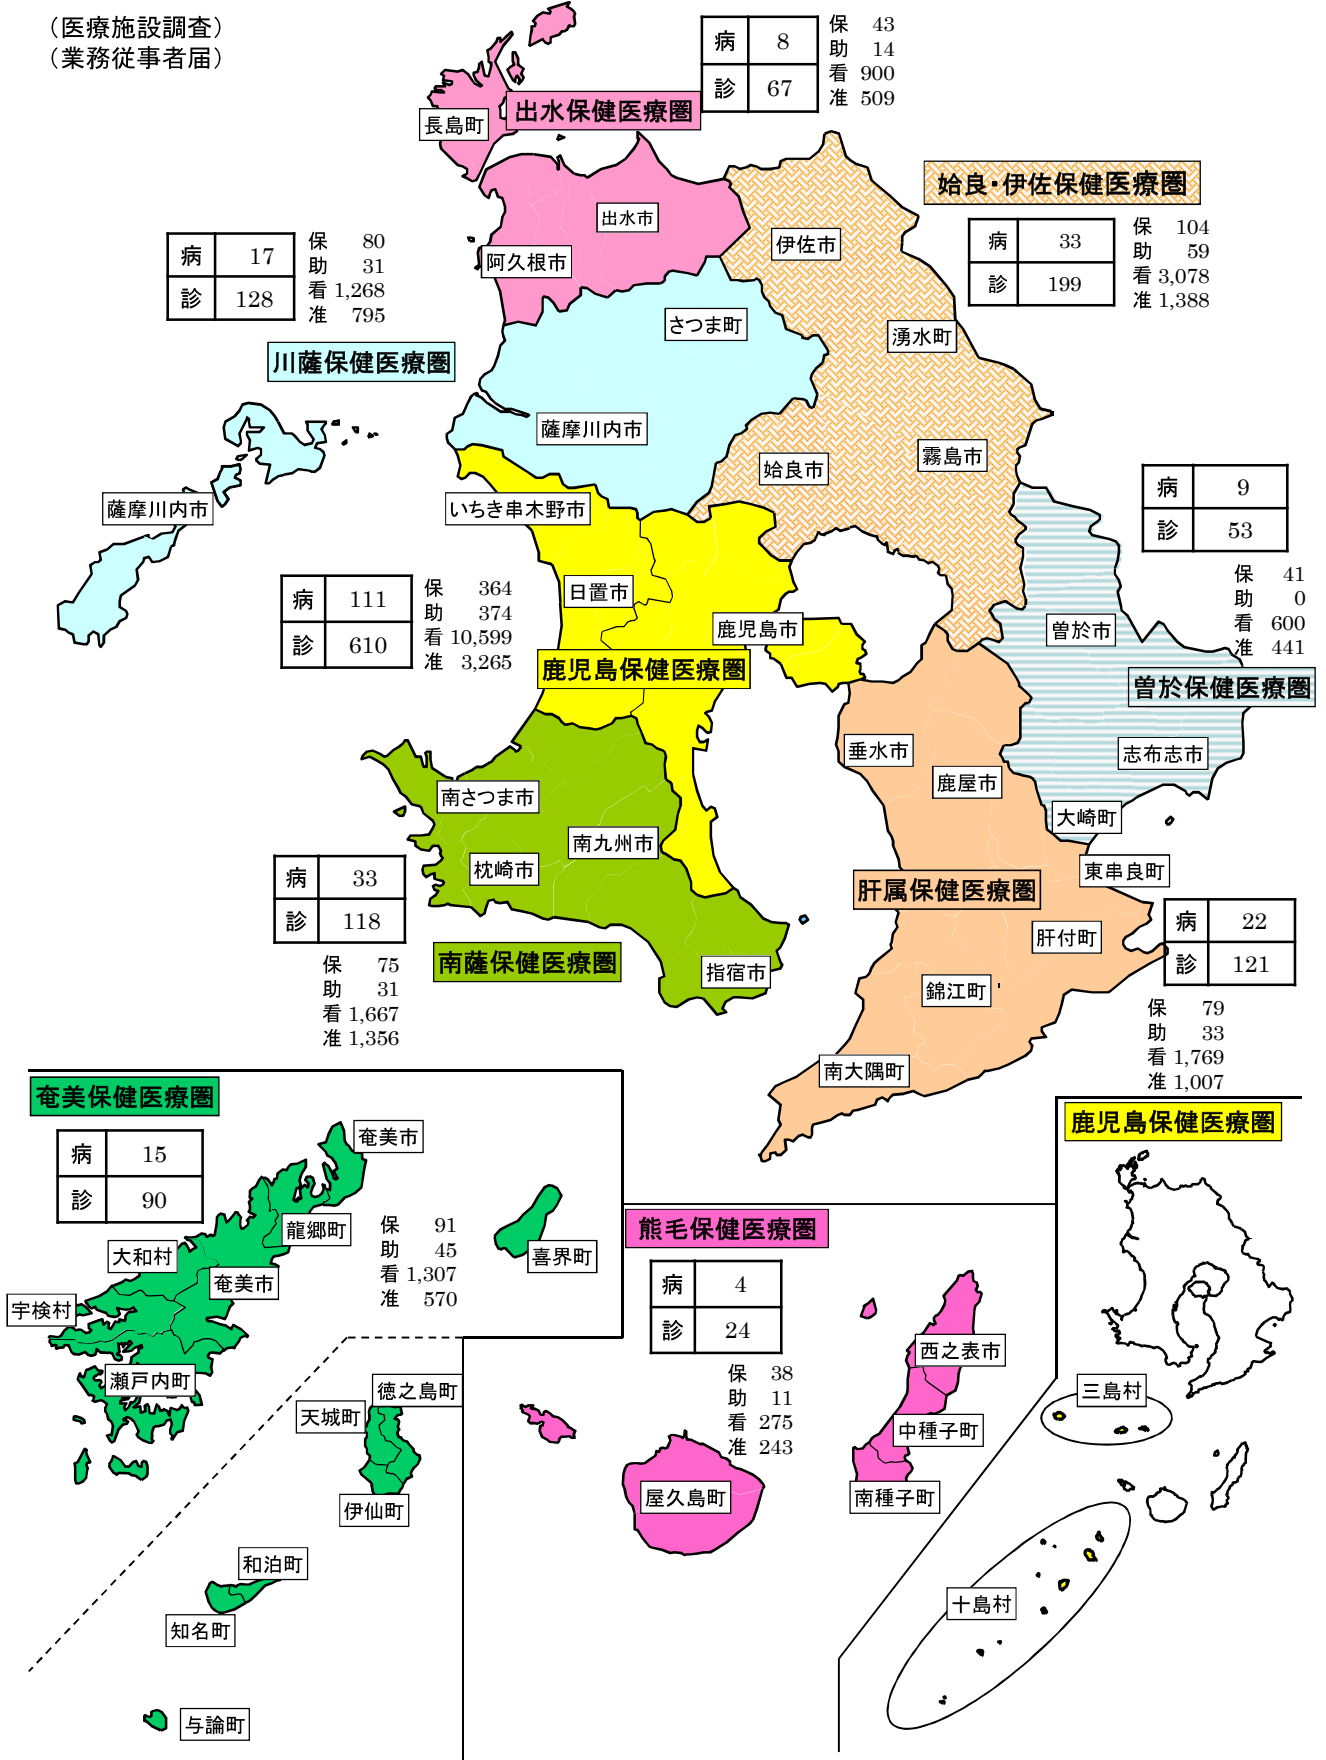 （医療施設調査）
（業務従事者届）
病 8
診 67
保 43
助 14
看 900
准 509
出水保健医療圏
長島町
出水市
阿久根市
姶良・伊佐保健医療圏
病 33
診 199
保 104
助 59
看 3,078
准 1,388
伊佐市
湧水町
姶良市
霧島市
病 17
診 128
保 80
助 31
看 1,268
准 795
川薩保健医療圏
さつま町
薩摩川内市
薩摩川内市
いちき串木野市
病 9
診 53
保 41
助 0
看 600
准 441
曽於市
曽於保健医療圏
志布志市
大崎町
病 111
診 610
保 364
助 374
看 10,599
准 3,265
日置市
鹿児島市
鹿児島保健医療圏
垂水市
鹿屋市
東串良町
肝属保健医療圏
肝付町
錦江町
南大隅町
病 22
診 121
保 79
助 33
看 1,769
准 1,007
南さつま市
南九州市
枕崎市
指宿市
南薩保健医療圏
病 33
診 118
保 75
助 31
看 1,667
准 1,356
奄美保健医療圏
病 15
診 90
保 91
助 45
看 1,307
准 570
奄美市
龍郷町
大和村
奄美市
宇検村
瀬戸内町
喜界町
徳之島町
天城町
伊仙町
和泊町
知名町
与論町
熊毛保健医療圏
病 4
診 24
保 38
助 11
看 275
准 243
西之表市
中種子町
南種子町
屋久島町
鹿児島保健医療圏
三島村
十島村